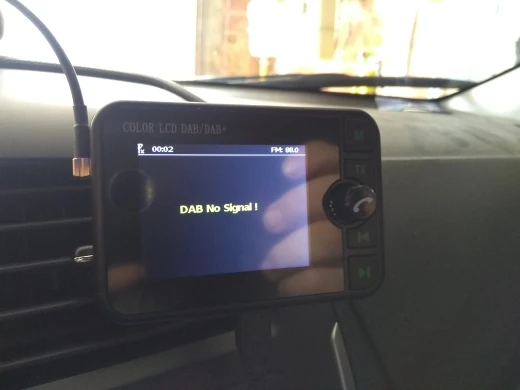 COLOR LCD DAB/DAB+
00:02 FM: 88.0
DAB No Signal !
M
TX